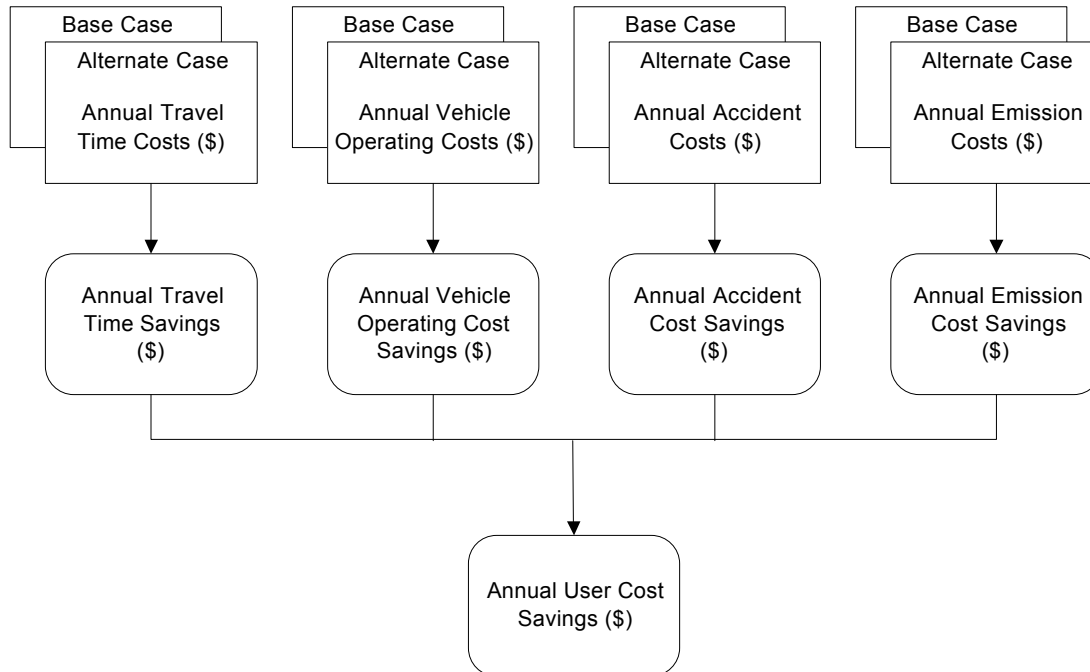 Base Case
Alternate Case
Annual Travel
Time Costs ($)
Base Case
Alternate Case
Annual Vehicle
Operating Costs ($)
Base Case
Alternate Case
Annual Accident
Costs ($)
Base Case
Alternate Case
Annual Emission
Costs ($)
Annual Travel
Time Savings
($)
Annual Vehicle
Operating Cost
Savings ($)
Annual Accident
Cost Savings
($)
Annual Emission
Cost Savings
($)
Annual User Cost
Savings ($)